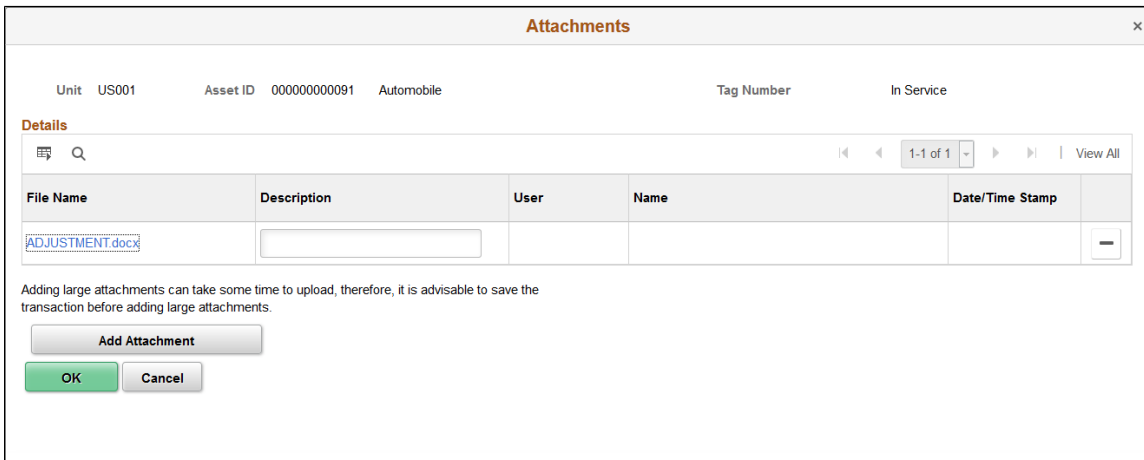 Attachments
×
Unit US001 Asset ID 000000000091 Automobile Tag Number In Service
Details
1-1 of 1 | View All
File Name Description User Name Date/Time Stamp
ADJUSTMENT.docx
Adding large attachments can take some time to upload, therefore, it is advisable to save the
transaction before adding large attachments.
Add Attachment
OK Cancel